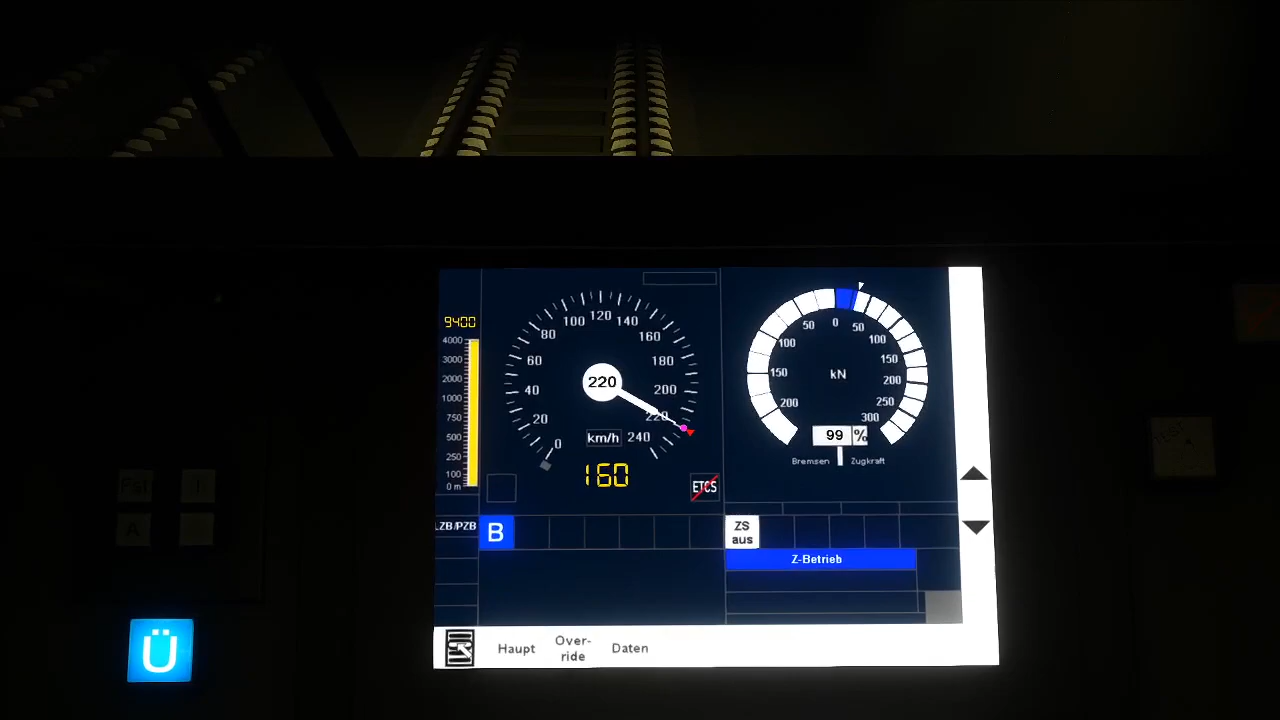 9400
4000
3000
2000
1000
750
500
250
100
0 m
0
20
40
60
80
100
120
140
160
180
200
220
240
220
km/h
160
ETCS
50
0
50
100
100
150
150
200
200
250
300
kN
99 %
Bremsen
Zugkraft
LZB/PZB
B
ZS
aus
Z-Betrieb
Haupt
Over-
ride
Daten
A
Ü